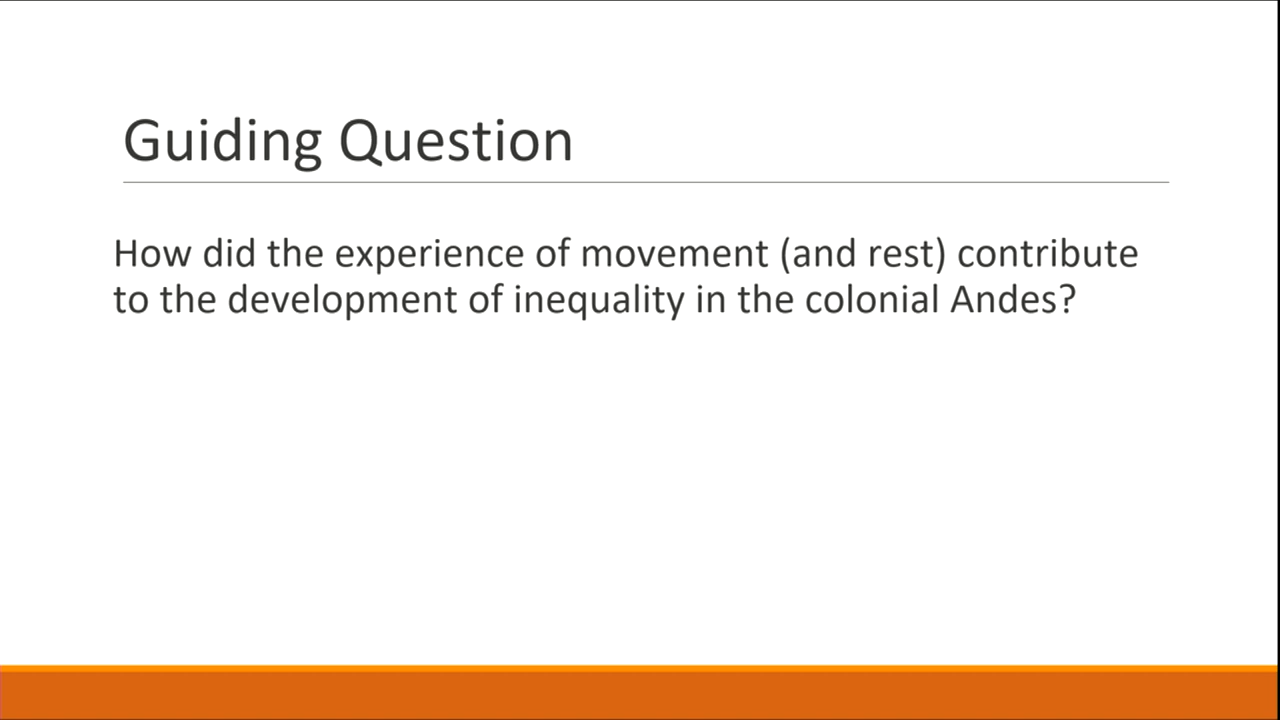 Guiding Question
How did the experience of movement (and rest) contribute
to the development of inequality in the colonial Andes?